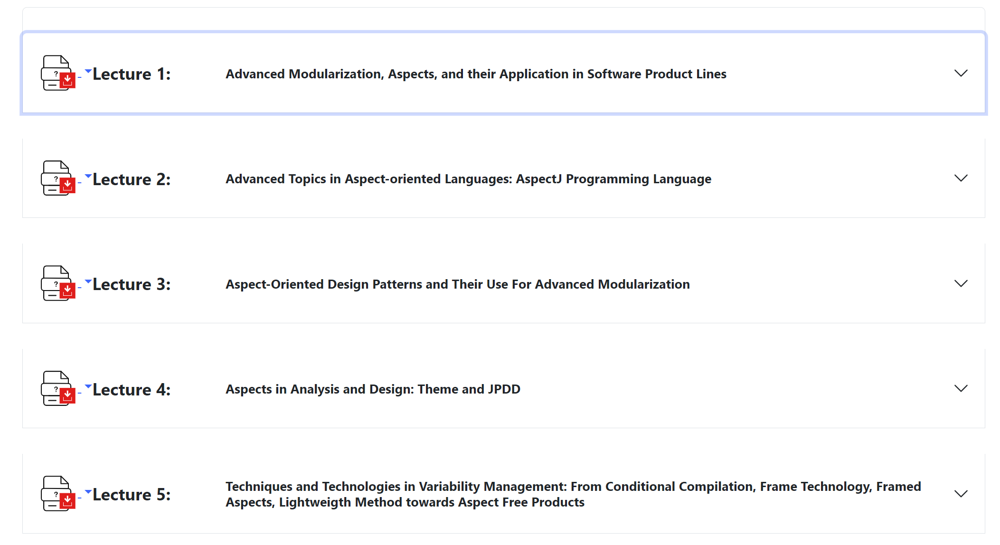 Lecture 1:
Advanced Modularization, Aspects, and their Application in Software Product Lines
Lecture 2:
Advanced Topics in Aspect-oriented Languages: AspectJ Programming Language
Lecture 3:
Aspect-Oriented Design Patterns and Their Use For Advanced Modularization
Lecture 4:
Aspects in Analysis and Design: Theme and JPDD
Lecture 5:
Techniques and Technologies in Variability Management: From Conditional Compilation, Frame Technology, Framed
Aspects, Lightweigth Method towards Aspect Free Products